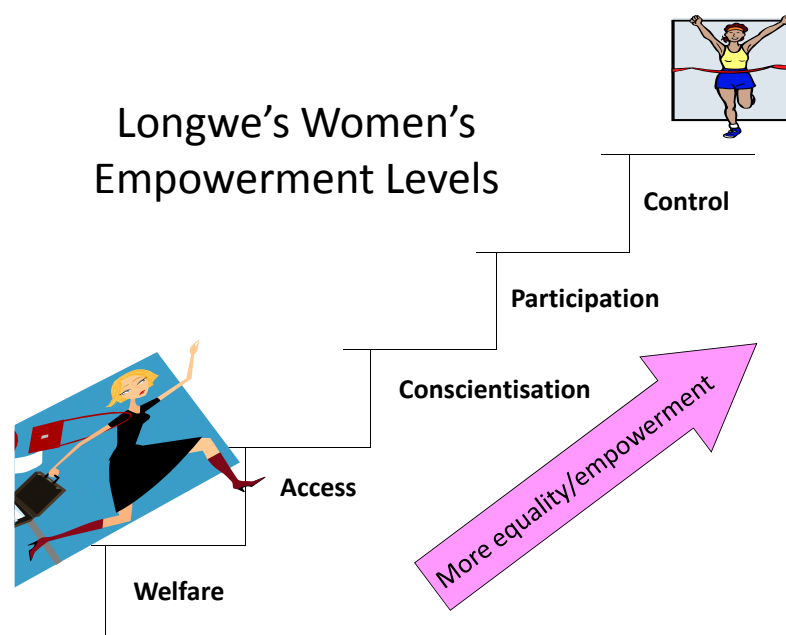 Longwe’s Women’s
Empowerment Levels
Control
Participation
Conscientisation
Access
Welfare
More equality/empowerment